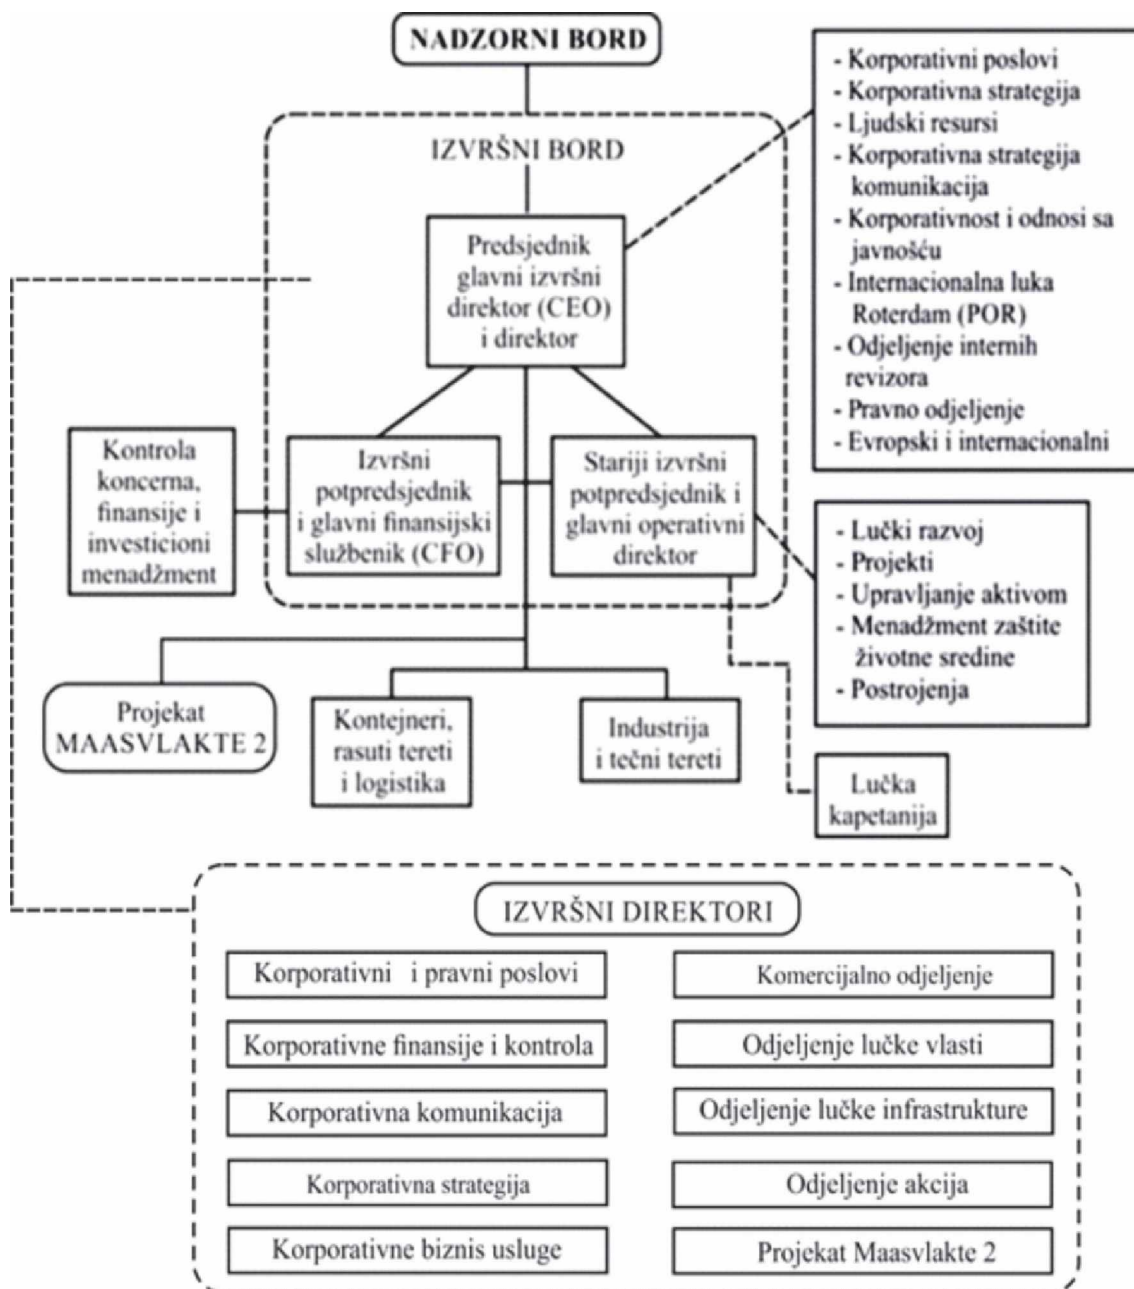 NADZORNI BORD
IZVRŠNI BORD
Predsjednik
glavni izvršni
direktor (CEO)
i direktor
- Korporativni poslovi
- Korporativna strategija
- Ljudski resursi
- Korporativna strategija
komunikacija
- Korporativnost i odnosi sa
javnošću
- Internacionalna luka
Roterdam (POR)
- Odjeljenje internih
revizora
- Pravno odjeljenje
- Evropski i internacionalni
Kontrola
koncerna,
finansije i
investicioni
menadžment
Izvršni
potpredsjednik
i glavni finansijski
službenik (CFO)
Stariji izvršni
potpredsjednik i
glavni operativni
direktor
- Lučki razvoj
- Projekti
- Upravljanje aktivom
- Menadžment zaštite
životne sredine
- Postrojenja
Projekat
MAASVLAKTE 2
Kontejneri,
rasuti tereti
i logistika
Industrija
i tečni tereti
Lučka
kapetanija
IZVRŠNI DIREKTORI
Korporativni i pravni poslovi
Komercijalno odjeljenje
Korporativne finansije i kontrola
Odjeljenje lučke vlasti
Korporativna komunikacija
Odjeljenje lučke infrastrukture
Korporativna strategija
Odjeljenje akcija
Korporativne biznis usluge
Projekat Maasvlakte 2